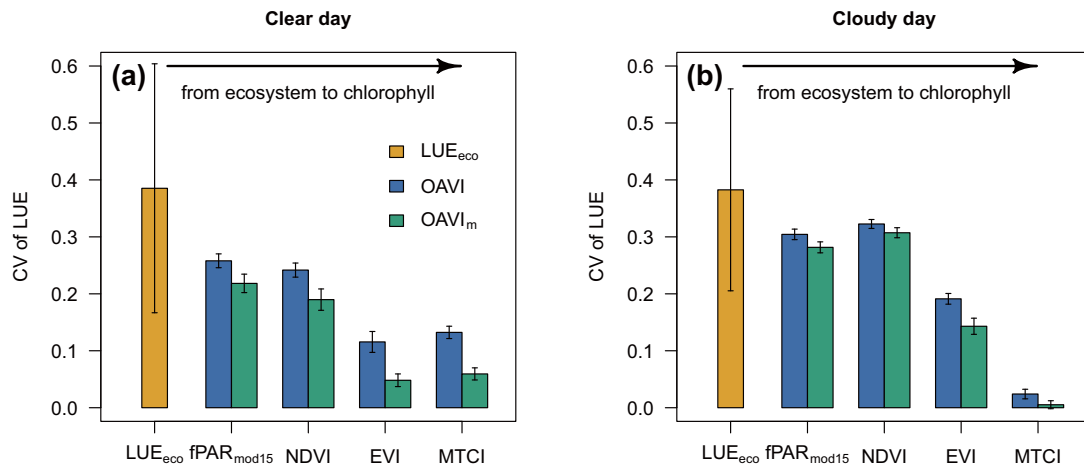 Clear day
(a)
from ecosystem to chlorophyll
CV of LUE
0.6
0.5
0.4
0.3
0.2
0.1
0.0
LUEeco
OAVI
OAVIm
LUEeco fPARmod15 NDVI EVI MTCI
Cloudy day
(b)
from ecosystem to chlorophyll
CV of LUE
0.6
0.5
0.4
0.3
0.2
0.1
0.0
LUEeco fPARmod15 NDVI EVI MTCI